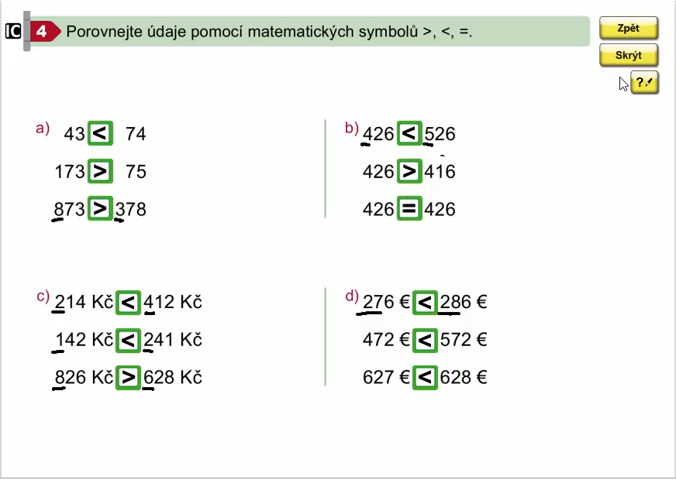 IC 4 Porovnejte údaje pomocí matematických symbolů >, <, =.
Zpět
Skrýt
?
a) 43 < 74
173 > 75
873 > 378
b) 426 < 526
426 > 416
426 = 426
c) 214 Kč < 412 Kč
142 Kč < 241 Kč
826 Kč > 628 Kč
d) 276 € < 286 €
472 € < 572 €
627 € < 628 €